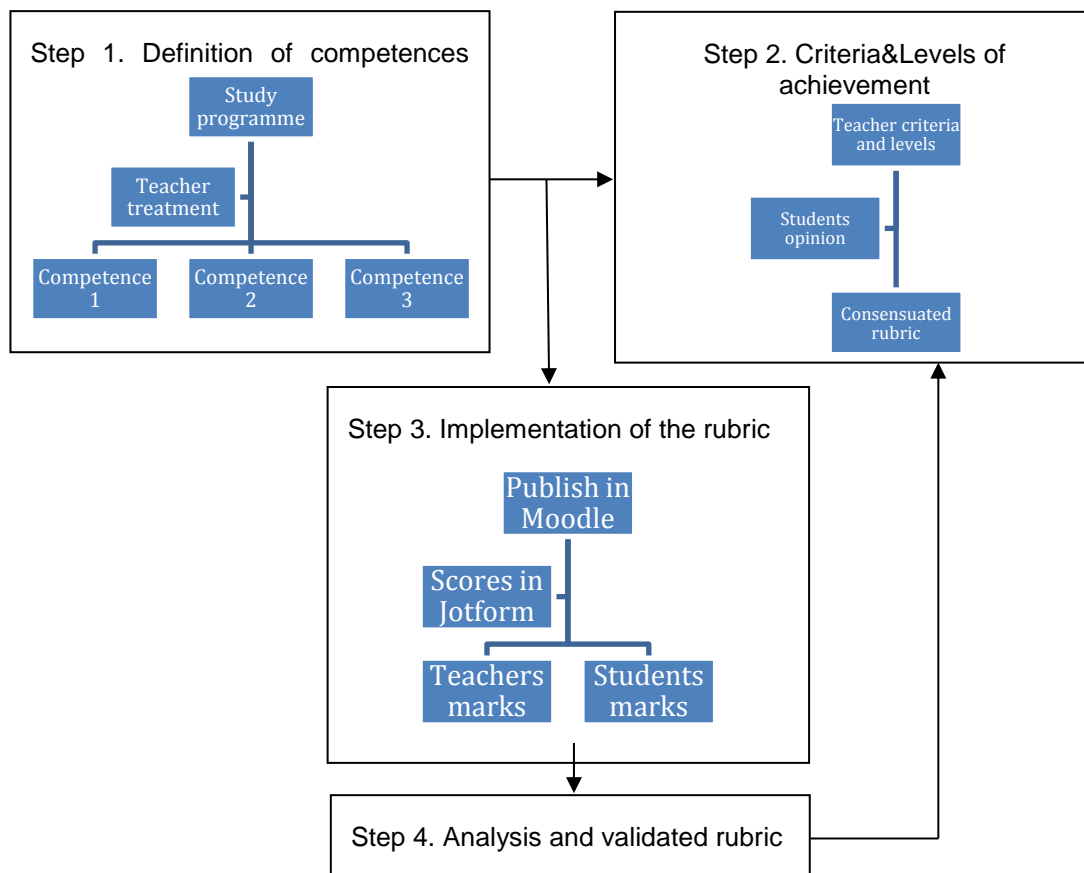 Step 1. Definition of competences
Study
programme
Teacher
treatment
Competence
1
Competence
2
Competence
3
Step 2. Criteria&Levels of
achievement
Teacher criteria
and levels
Students
opinion
Consensuated
rubric
Step 3. Implementation of the rubric
Publish in
Moodle
Scores in
Jotform
Teachers
marks
Students
marks
Step 4. Analysis and validated rubric